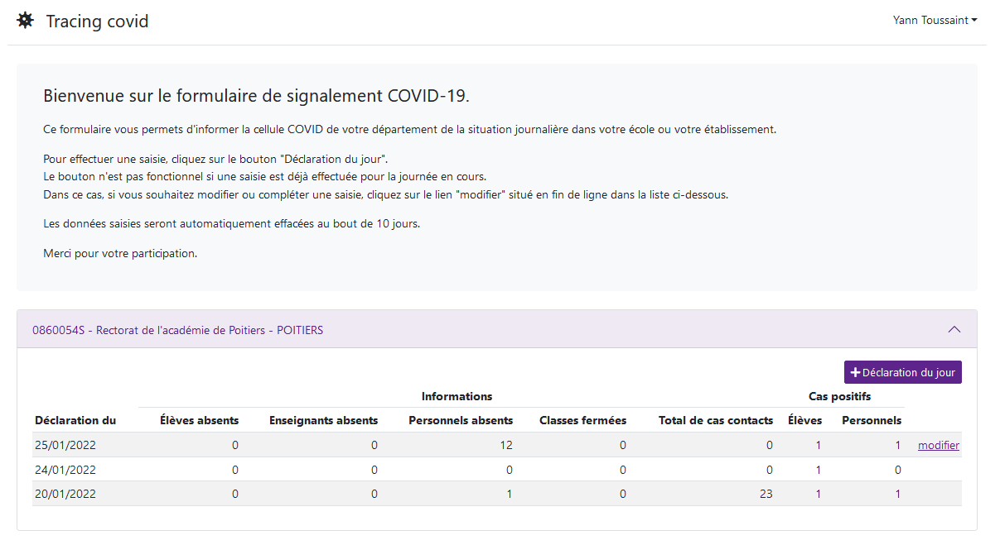 Tracing covid
Yann Toussaint
Bienvenue sur le formulaire de signalement COVID-19.
Ce formulaire vous permets d'informer la cellule COVID de votre département de la situation journalière dans votre école ou votre établissement.
Pour effectuer une saisie, cliquez sur le bouton "Déclaration du jour".
Le bouton n'est pas fonctionnel si une saisie est déjà effectuée pour la journée en cours.
Dans ce cas, si vous souhaitez modifier ou compléter une saisie, cliquez sur le lien "modifier" situé en fin de ligne dans la liste ci-dessous.
Les données saisies seront automatiquement effacées au bout de 10 jours.
Merci pour votre participation.
0860054S - Rectorat de l'académie de Poitiers - POITIERS
Déclaration du jour
Informations Cas positifs
Déclaration du Élèves absents Enseignants absents Personnels absents Classes fermées Total de cas contacts Élèves Personnels
25/01/2022 0 0 12 0 0 1 1 modifier
24/01/2022 0 0 0 0 0 1 0
20/01/2022 0 0 1 0 23 1 1